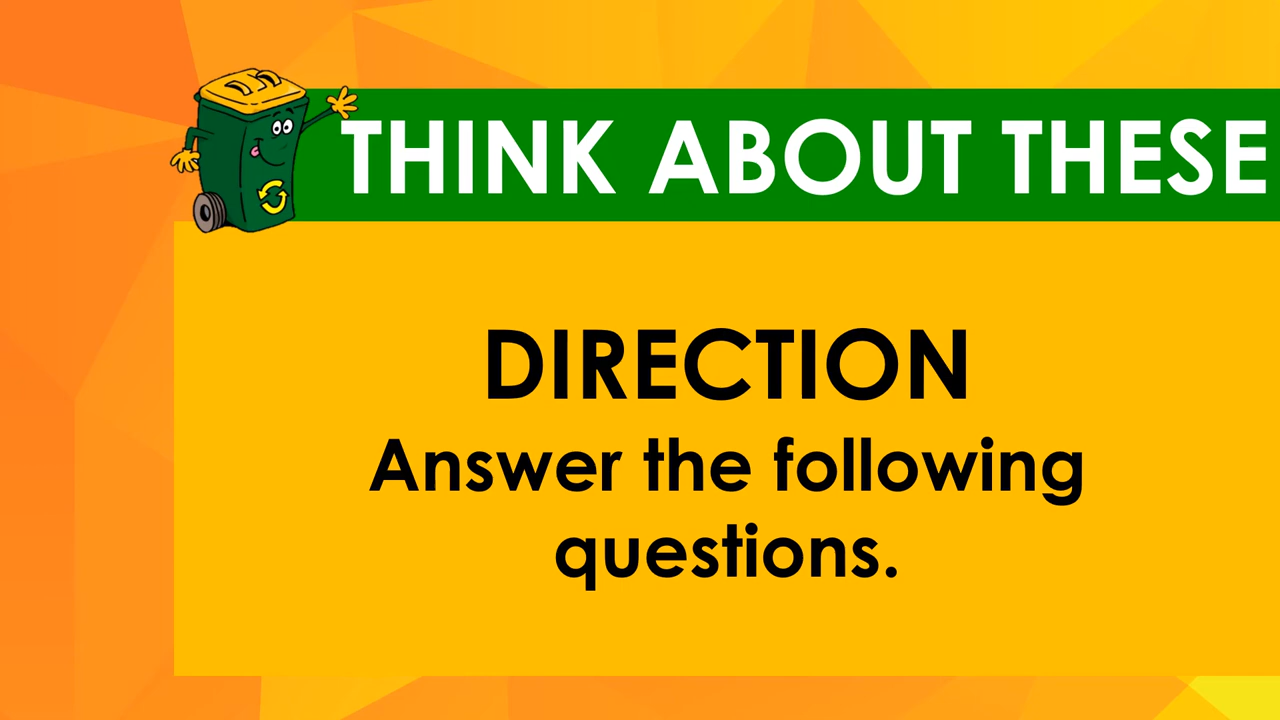 THINK ABOUT THESE
DIRECTION
Answer the following
questions.